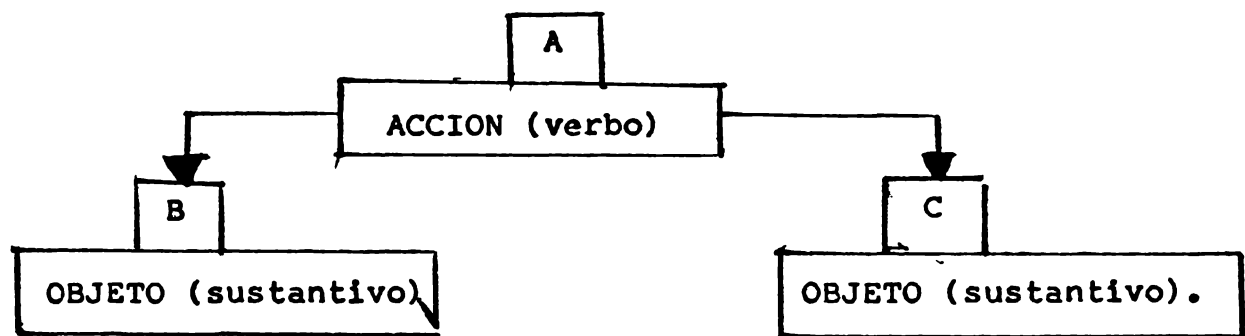 A
ACCION (verbo)
B
C
OBJETO (sustantivo)
OBJETO (sustantivo).